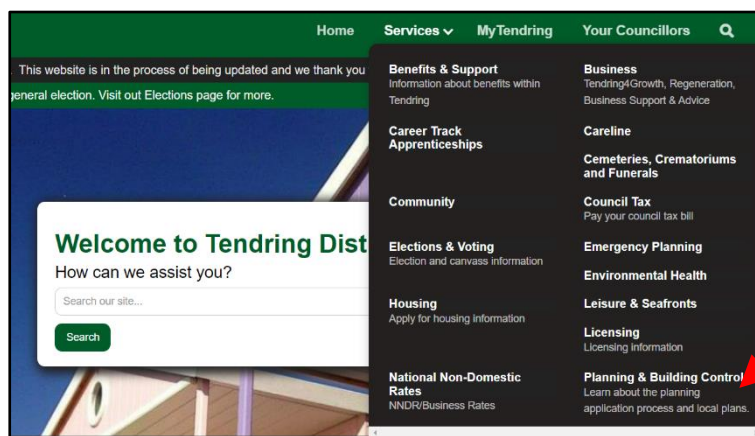 Home Services MyTendring Your Councillors
This website is in the process of being updated and we thank you
general election. Visit out Elections page for more.
Welcome to Tendring Dist
How can we assist you?
Search our site...
Search
Benefits & Support
Information about benefits within
Tendring
Career Track
Apprenticeships
Community
Elections & Voting
Election and canvass information
Housing
Apply for housing information
National Non-Domestic
Rates
NNDR/Business Rates
Business
Tendring4Growth, Regeneration,
Business Support & Advice
Careline
Cemeteries, Crematoriums
and Funerals
Council Tax
Pay your council tax bill
Emergency Planning
Environmental Health
Leisure & Seafronts
Licensing
Licensing information
Planning & Building Control
Learn about the planning
application process and local plans.